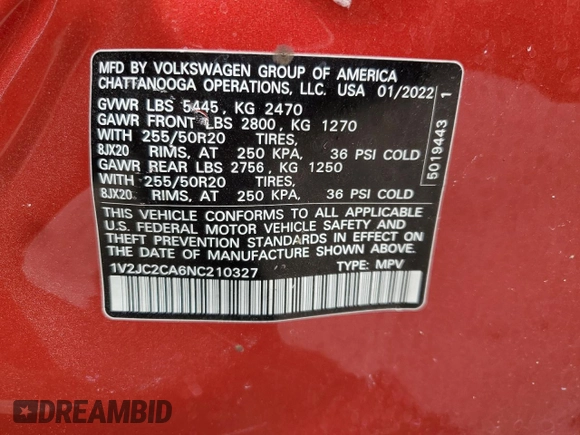 MFD BY VOLKSWAGEN GROUP OF AMERICA
CHATTANOOGA OPERATIONS, LLC. USA 01/2022
GVWR LBS 5445, KG 2470
GAWR FRONT LBS 2800, KG 1270
WITH 255/50R20 TIRES,
8JX20 RIMS, AT 250 KPA, 36 PSI COLD
GAWR REAR LBS 2756, KG 1250
WITH 255/50R20 TIRES,
8JX20 RIMS, AT 250 KPA, 36 PSI COLD
THIS VEHICLE CONFORMS TO ALL APPLICABLE
U.S. FEDERAL MOTOR VEHICLE SAFETY AND
THEFT PREVENTION STANDARDS IN EFFECT ON
THE DATE OF MANUFACTURE SHOWN ABOVE.
1V2JC2CA6NC210327 TYPE: MPV
5019443 1
DREAMBID